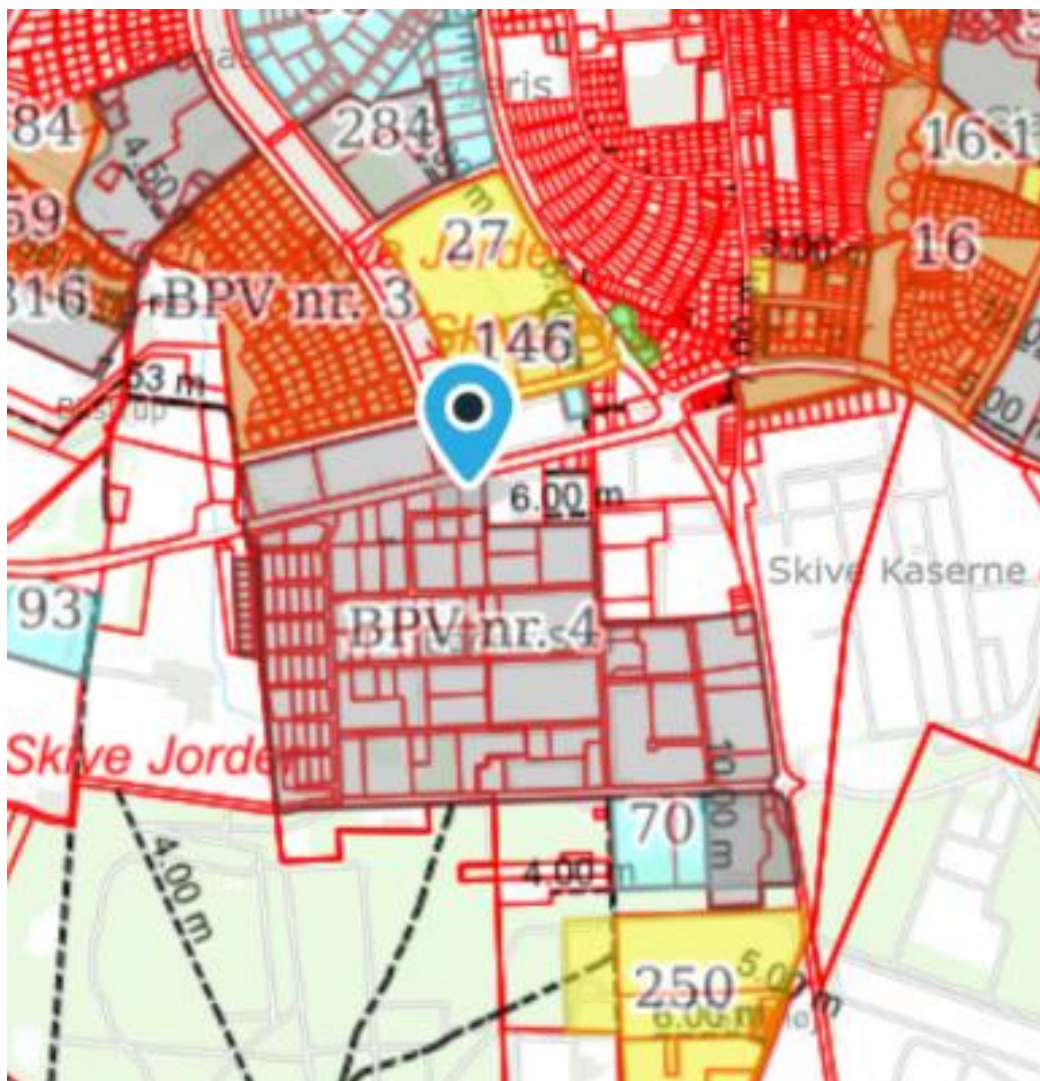 284
84
4.50
16.1
27
16
59
3.00 m
316
BPV nr. 3
146
53 m
5.00 m
6.00 m
Skive Kaserne
93
BPV nr. 4
Skive Jorder
70
10.00 m
4.00 m
4.00 m
250
5.00 m
6.00 m